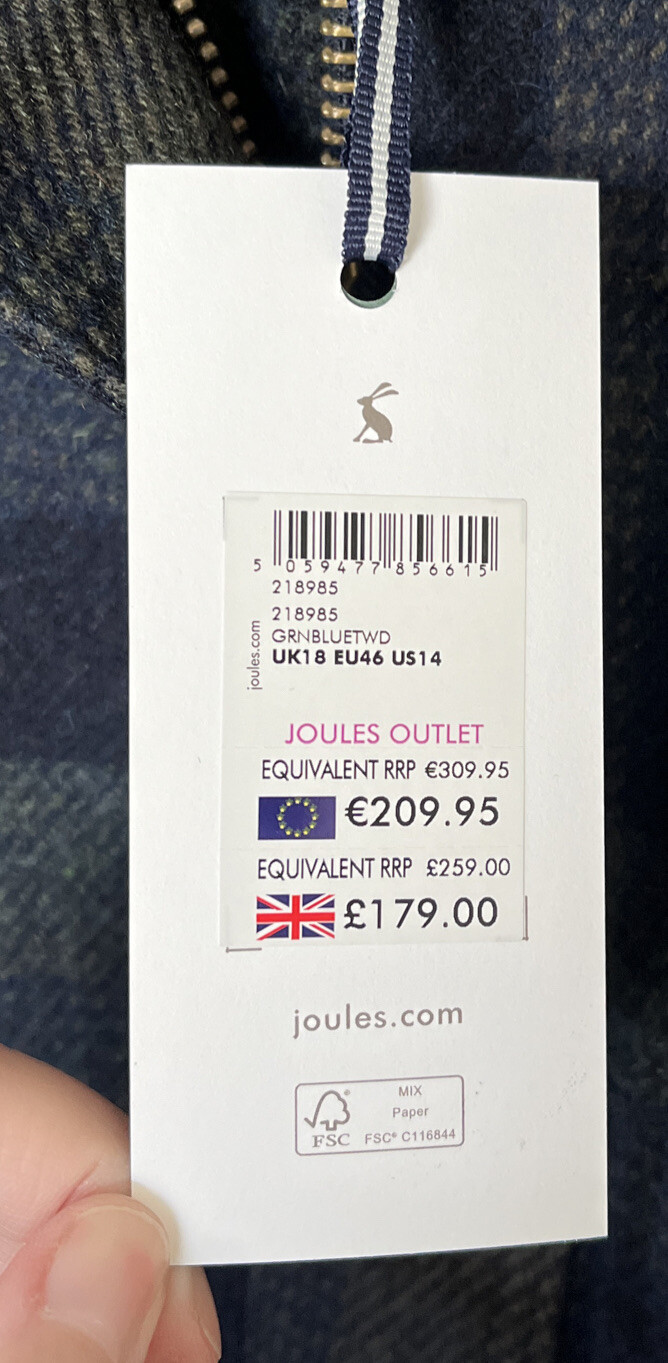 5 059477 856615
218985
218985
GRNBLUETWD
UK18 EU46 US14
joules.com
JOULES OUTLET
EQUIVALENT RRP €309.95
€209.95
EQUIVALENT RRP £259.00
£179.00
joules.com
MIX
Paper
FSC® C116844
FSC